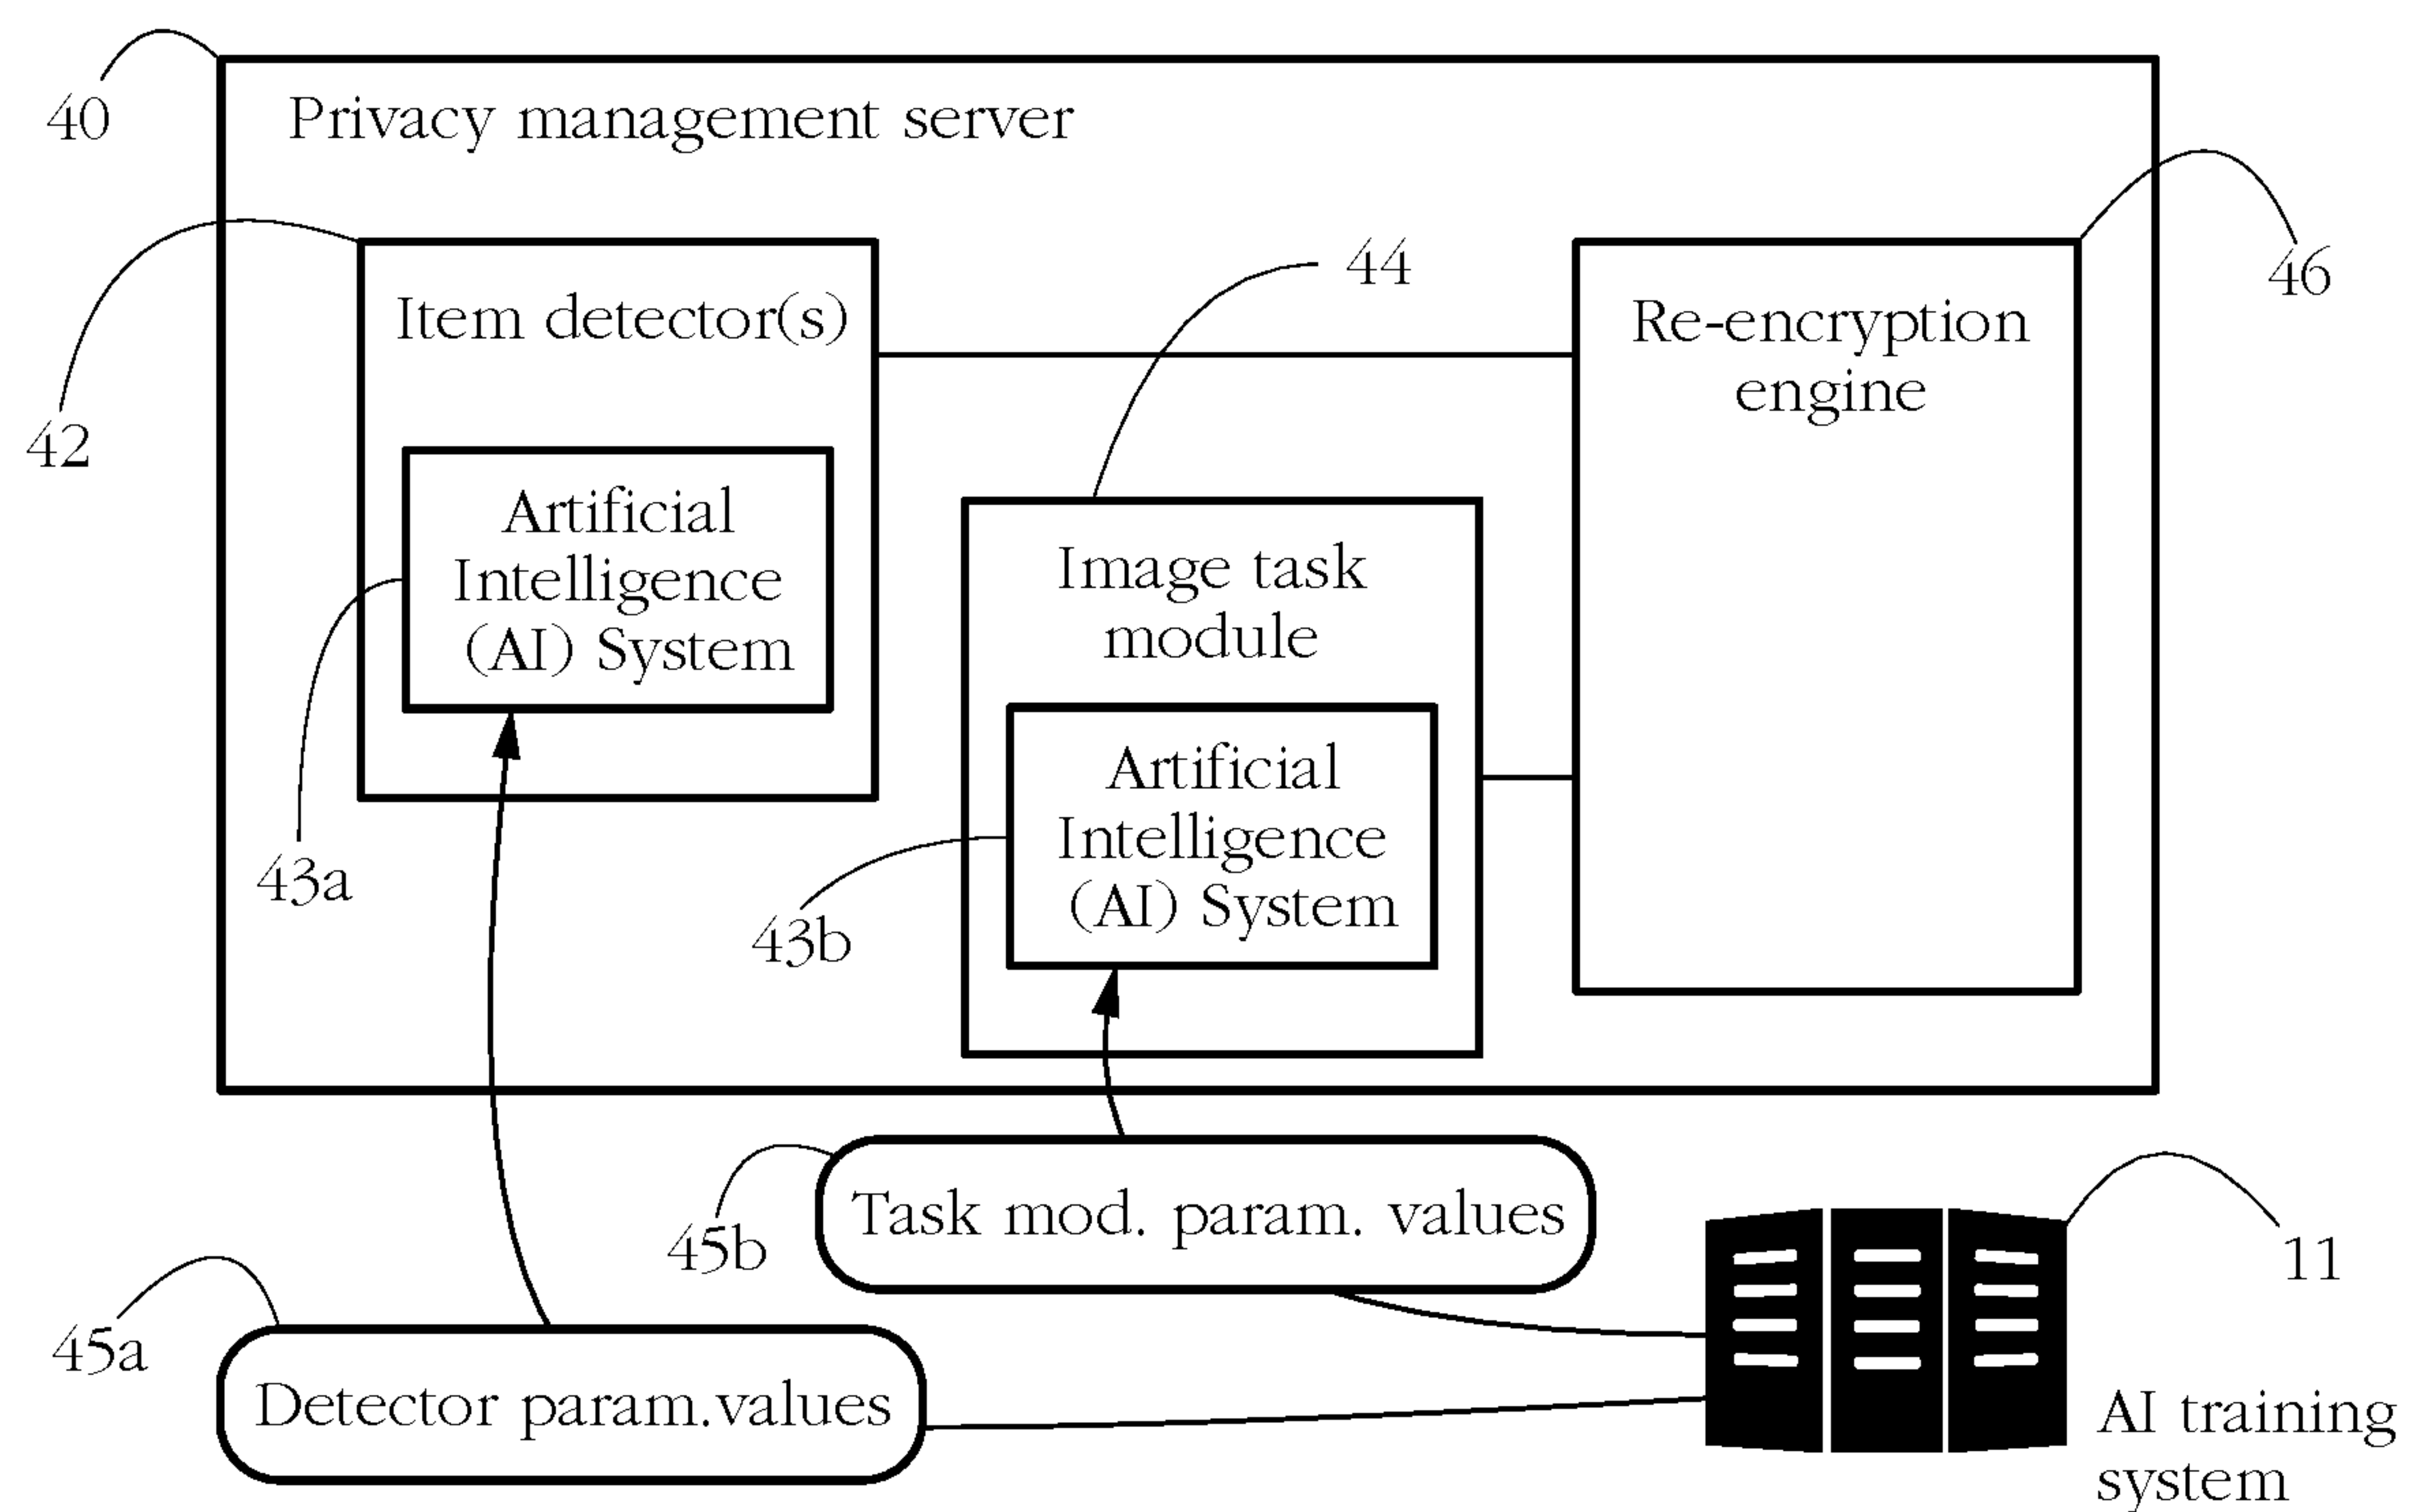 40
Privacy management server
42
Item detector(s)
44
46
Re-encryption
engine
Artificial
Intelligence
(AI) System
43a
Image task
module
Artificial
Intelligence
(AI) System
43b
45b
Task mod. param. values
11
45a
Detector param.values
AI training
system